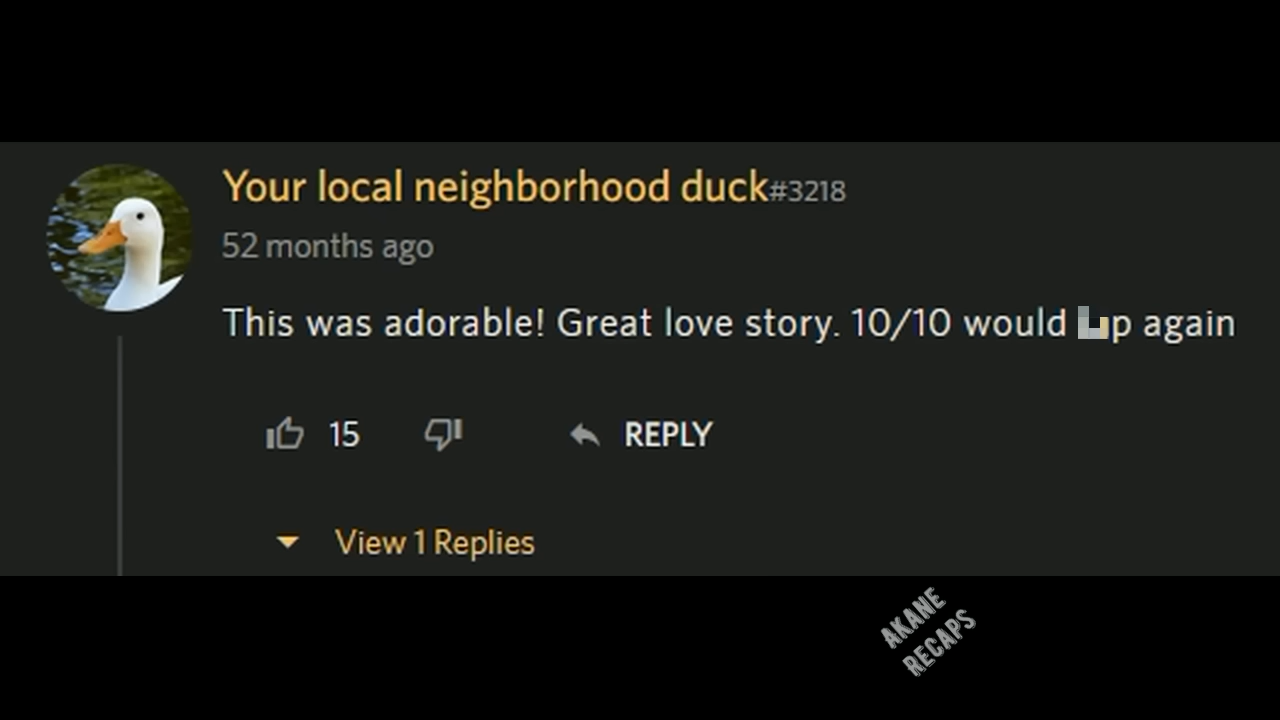 Your local neighborhood duck#3218
52 months ago
This was adorable! Great love story. 10/10 would again
15
REPLY
View 1 Replies
AKANE
RECAPS